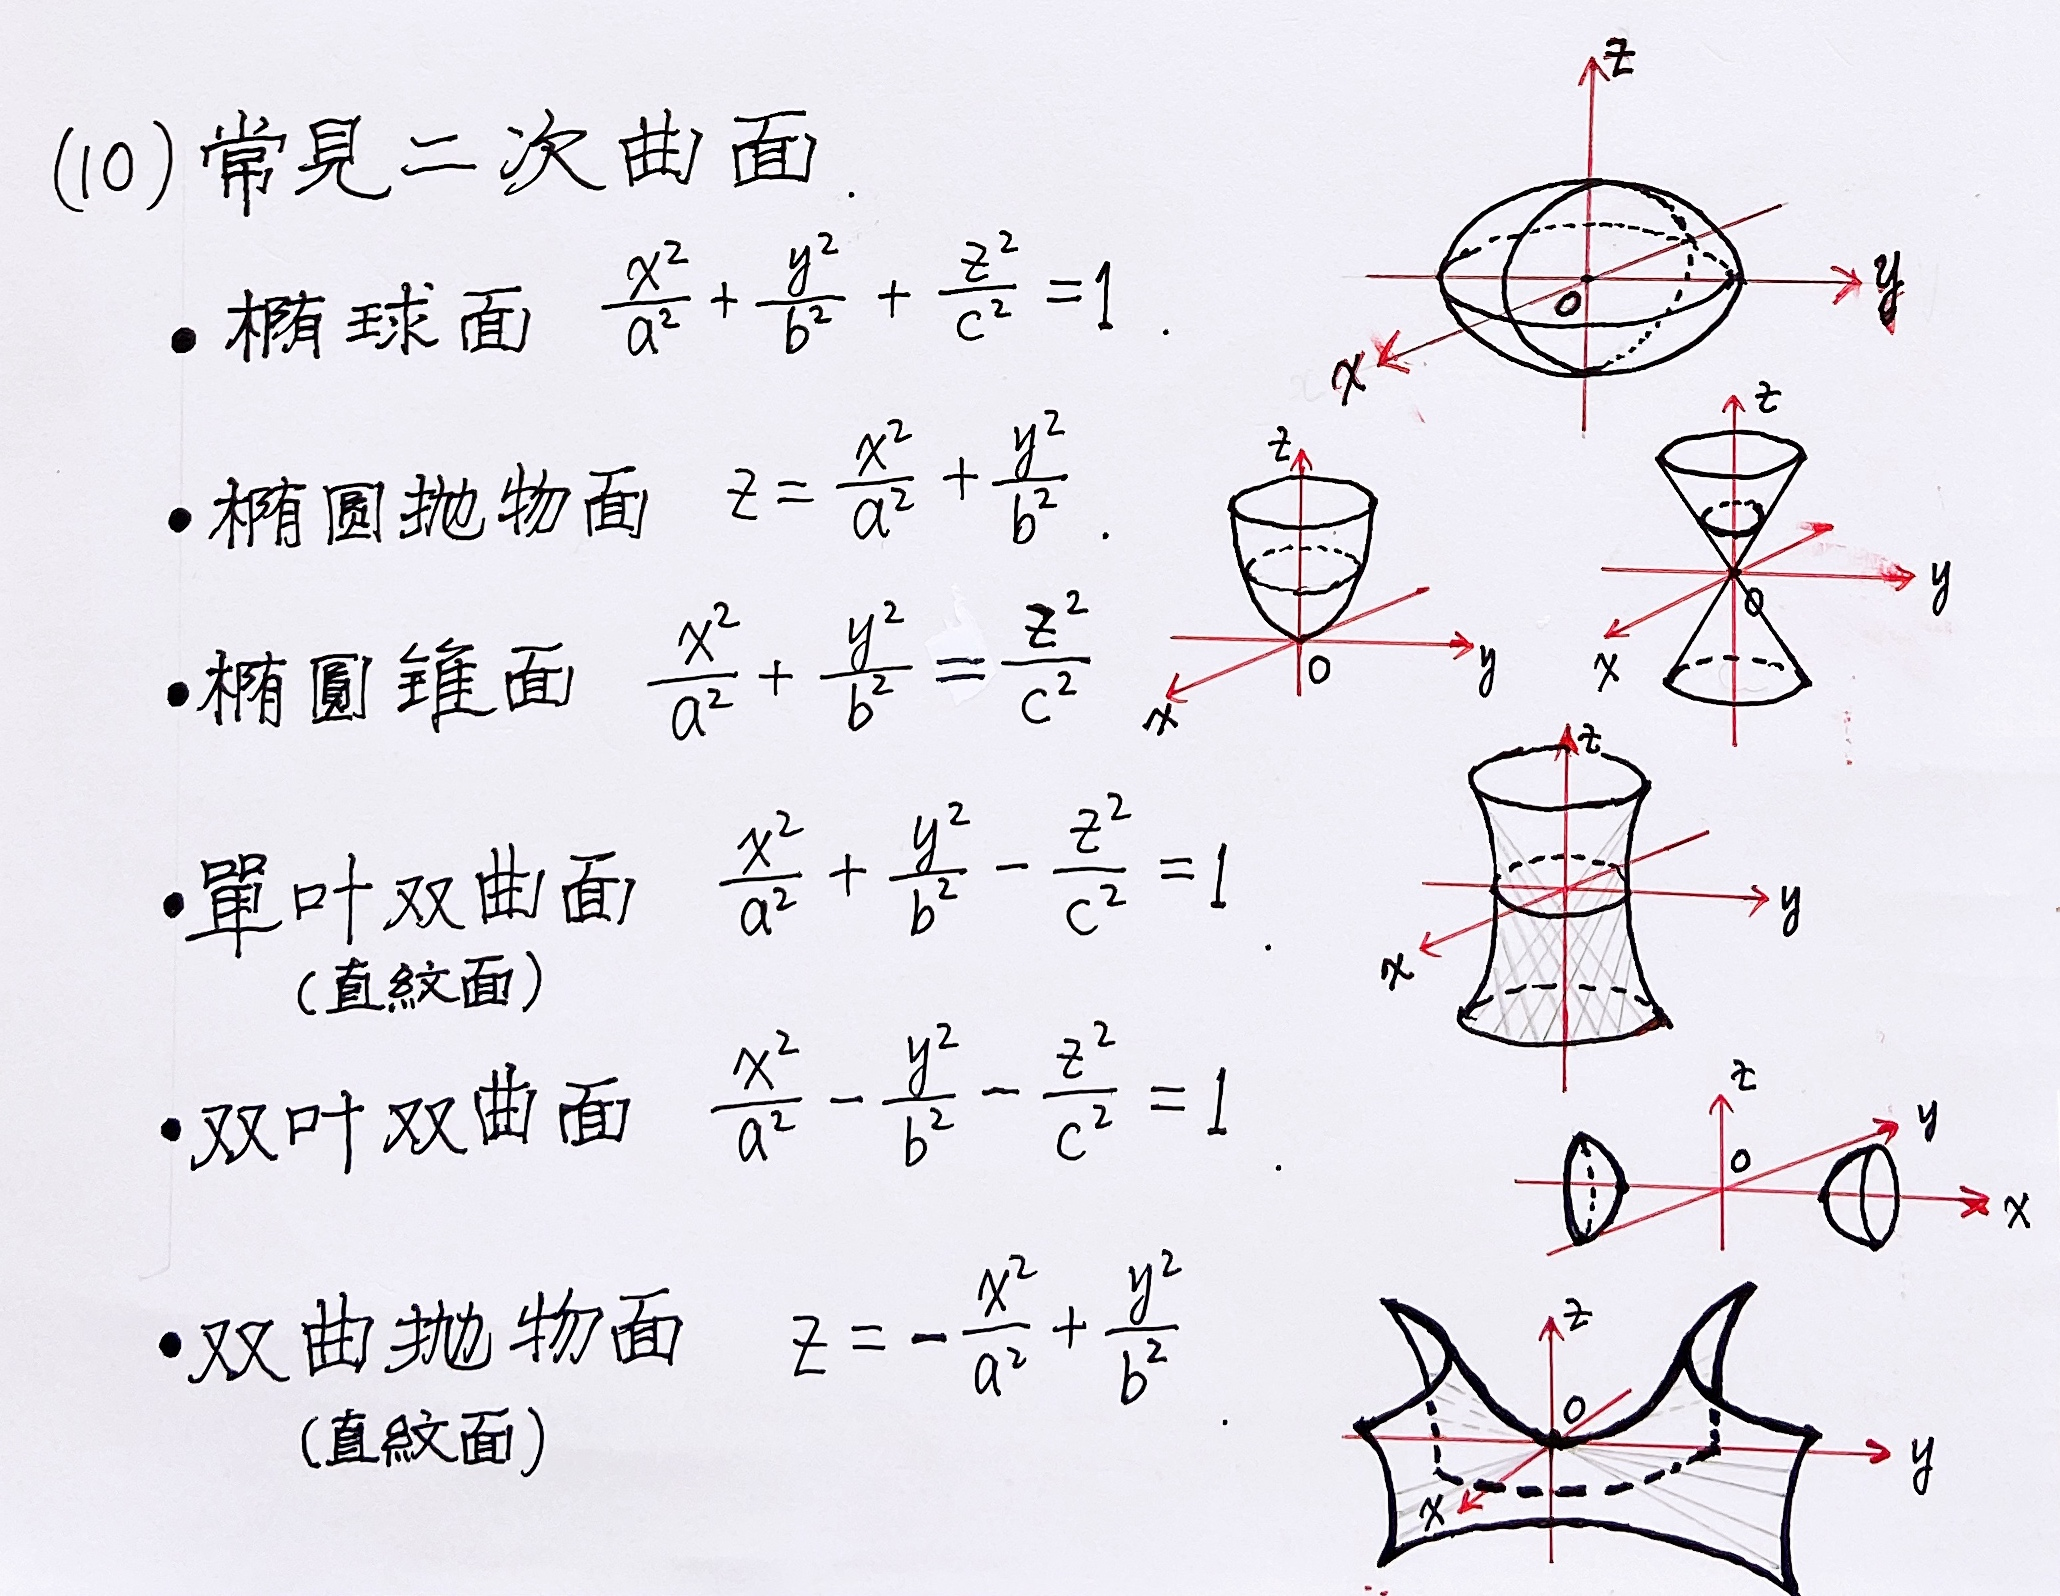 (10) 常見二次曲面.
• 椭球面 x²/a² + y²/b² + z²/c² = 1.
• 椭圆抛物面 z = x²/a² + y²/b².
• 椭圓锥面 x²/a² + y²/b² = z²/c²
• 單叶双曲面 x²/a² + y²/b² - z²/c² = 1.
(直紋面)
• 双叶双曲面 x²/a² - y²/b² - z²/c² = 1.
• 双曲抛物面 z = -x²/a² + y²/b².
(直紋面)
z
y
o
x
z
o
y
x
z
y
o
x
z
y
x
z
y
o
x
z
o
y
x